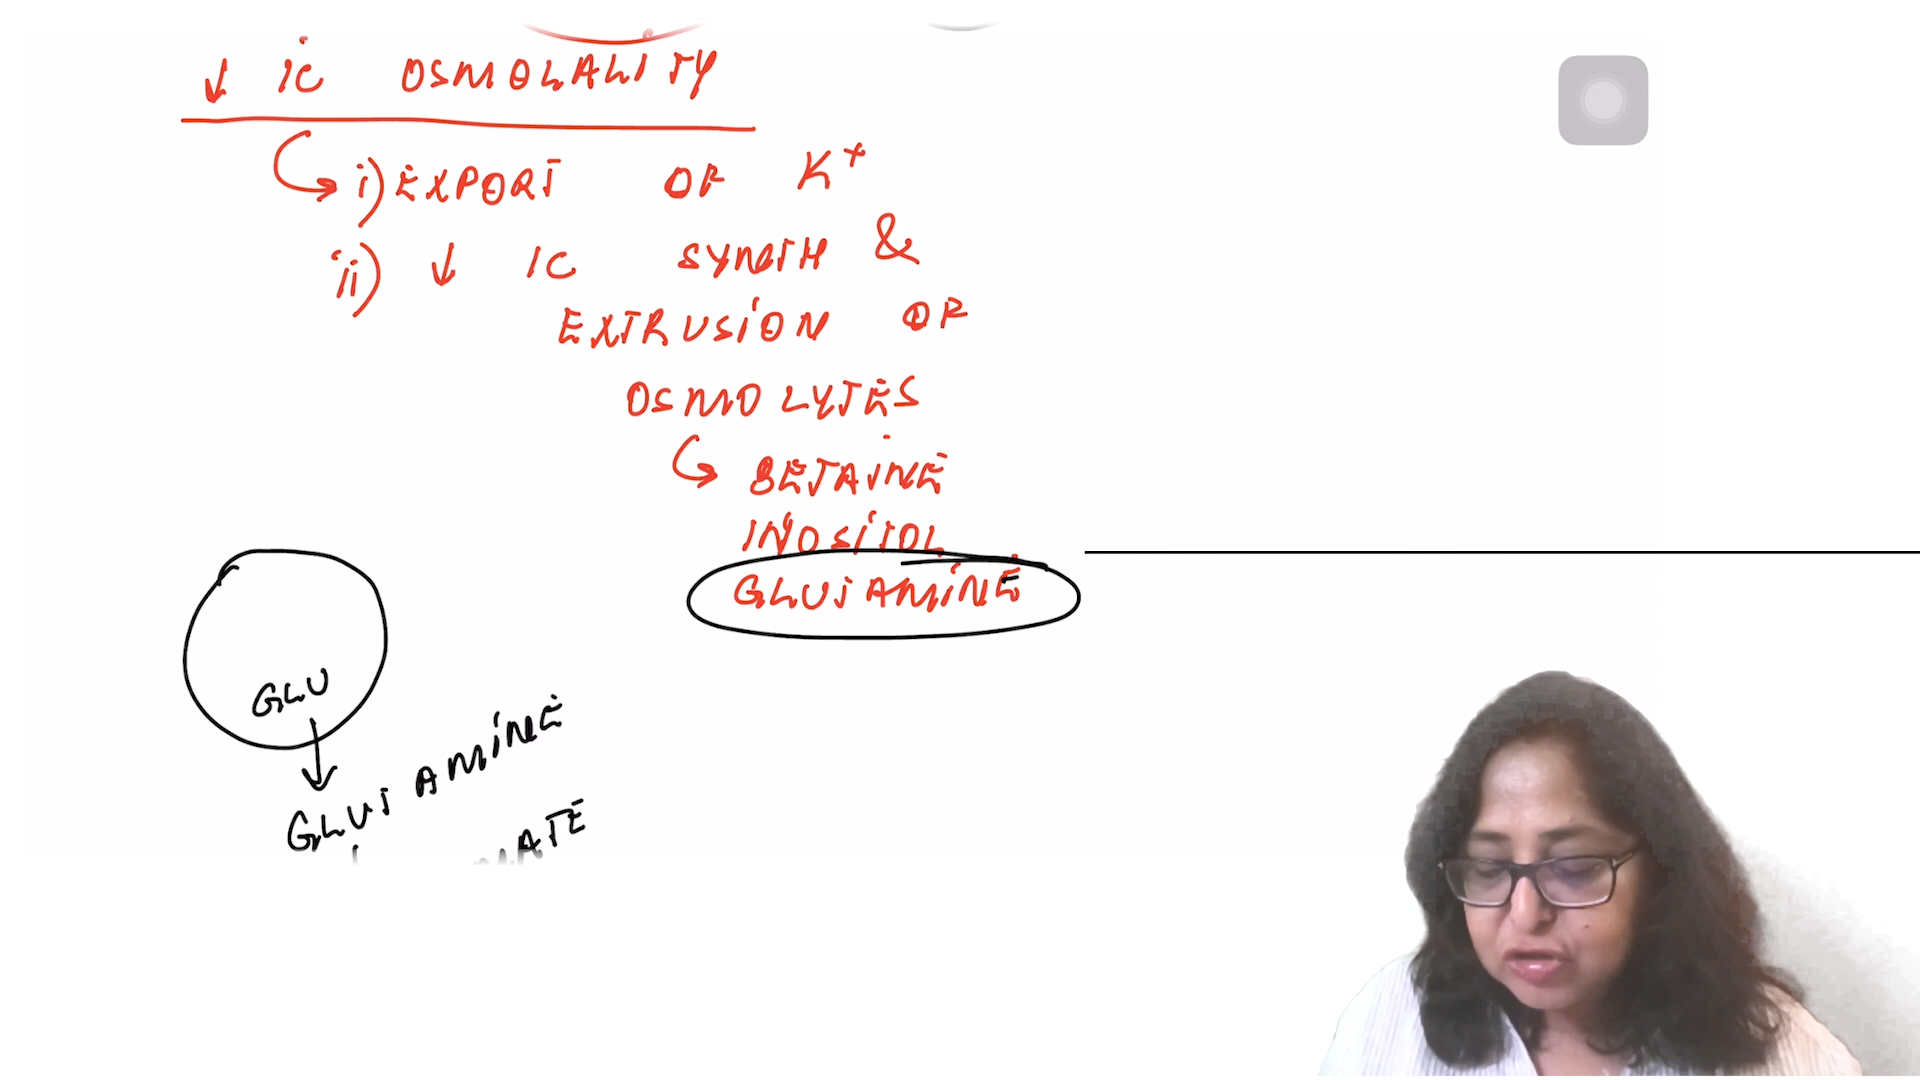 ↓ IC OSMOLALITY
i) EXPORT OF K⁺
ii) ↓ IC SYNTH &
EXTRUSION OF
OSMOLYTES
BETAINE
INOSITOL
GLUTAMINE
GLU
GLUTAMINE